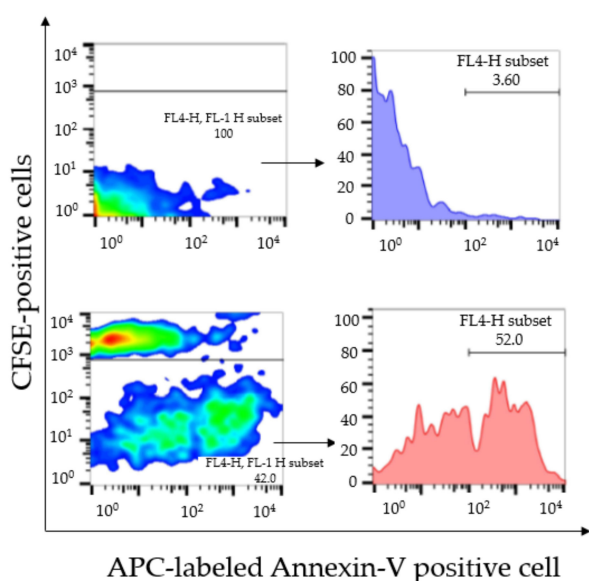 CFSE-positive cells
10⁴
10³
10²
10¹
10⁰
FL4-H, FL-1 H subset
100
10⁰ 10² 10⁴
100
80
60
40
20
0
FL4-H subset
3.60
10⁰ 10² 10⁴
10⁴
10³
10²
10¹
10⁰
FL4-H, FL-1 H subset
42.0
10⁰ 10² 10⁴
100
80
60
40
20
0
FL4-H subset
52.0
10⁰ 10² 10⁴
APC-labeled Annexin-V positive cell